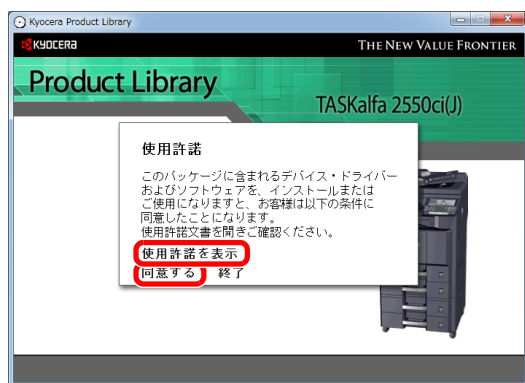 Kyocera Product Library
KYOCERA
THE NEW VALUE FRONTIER
Product Library
TASKalfa 2550ci(J)
使用許諾
このパッケージに含まれるデバイス・ドライバー
およびソフトウェアを、インストールまたは
ご使用になりますと、お客様は以下の条件に
同意したことになります。
使用許諾文書を開きご確認ください。
使用許諾を表示
同意する 終了